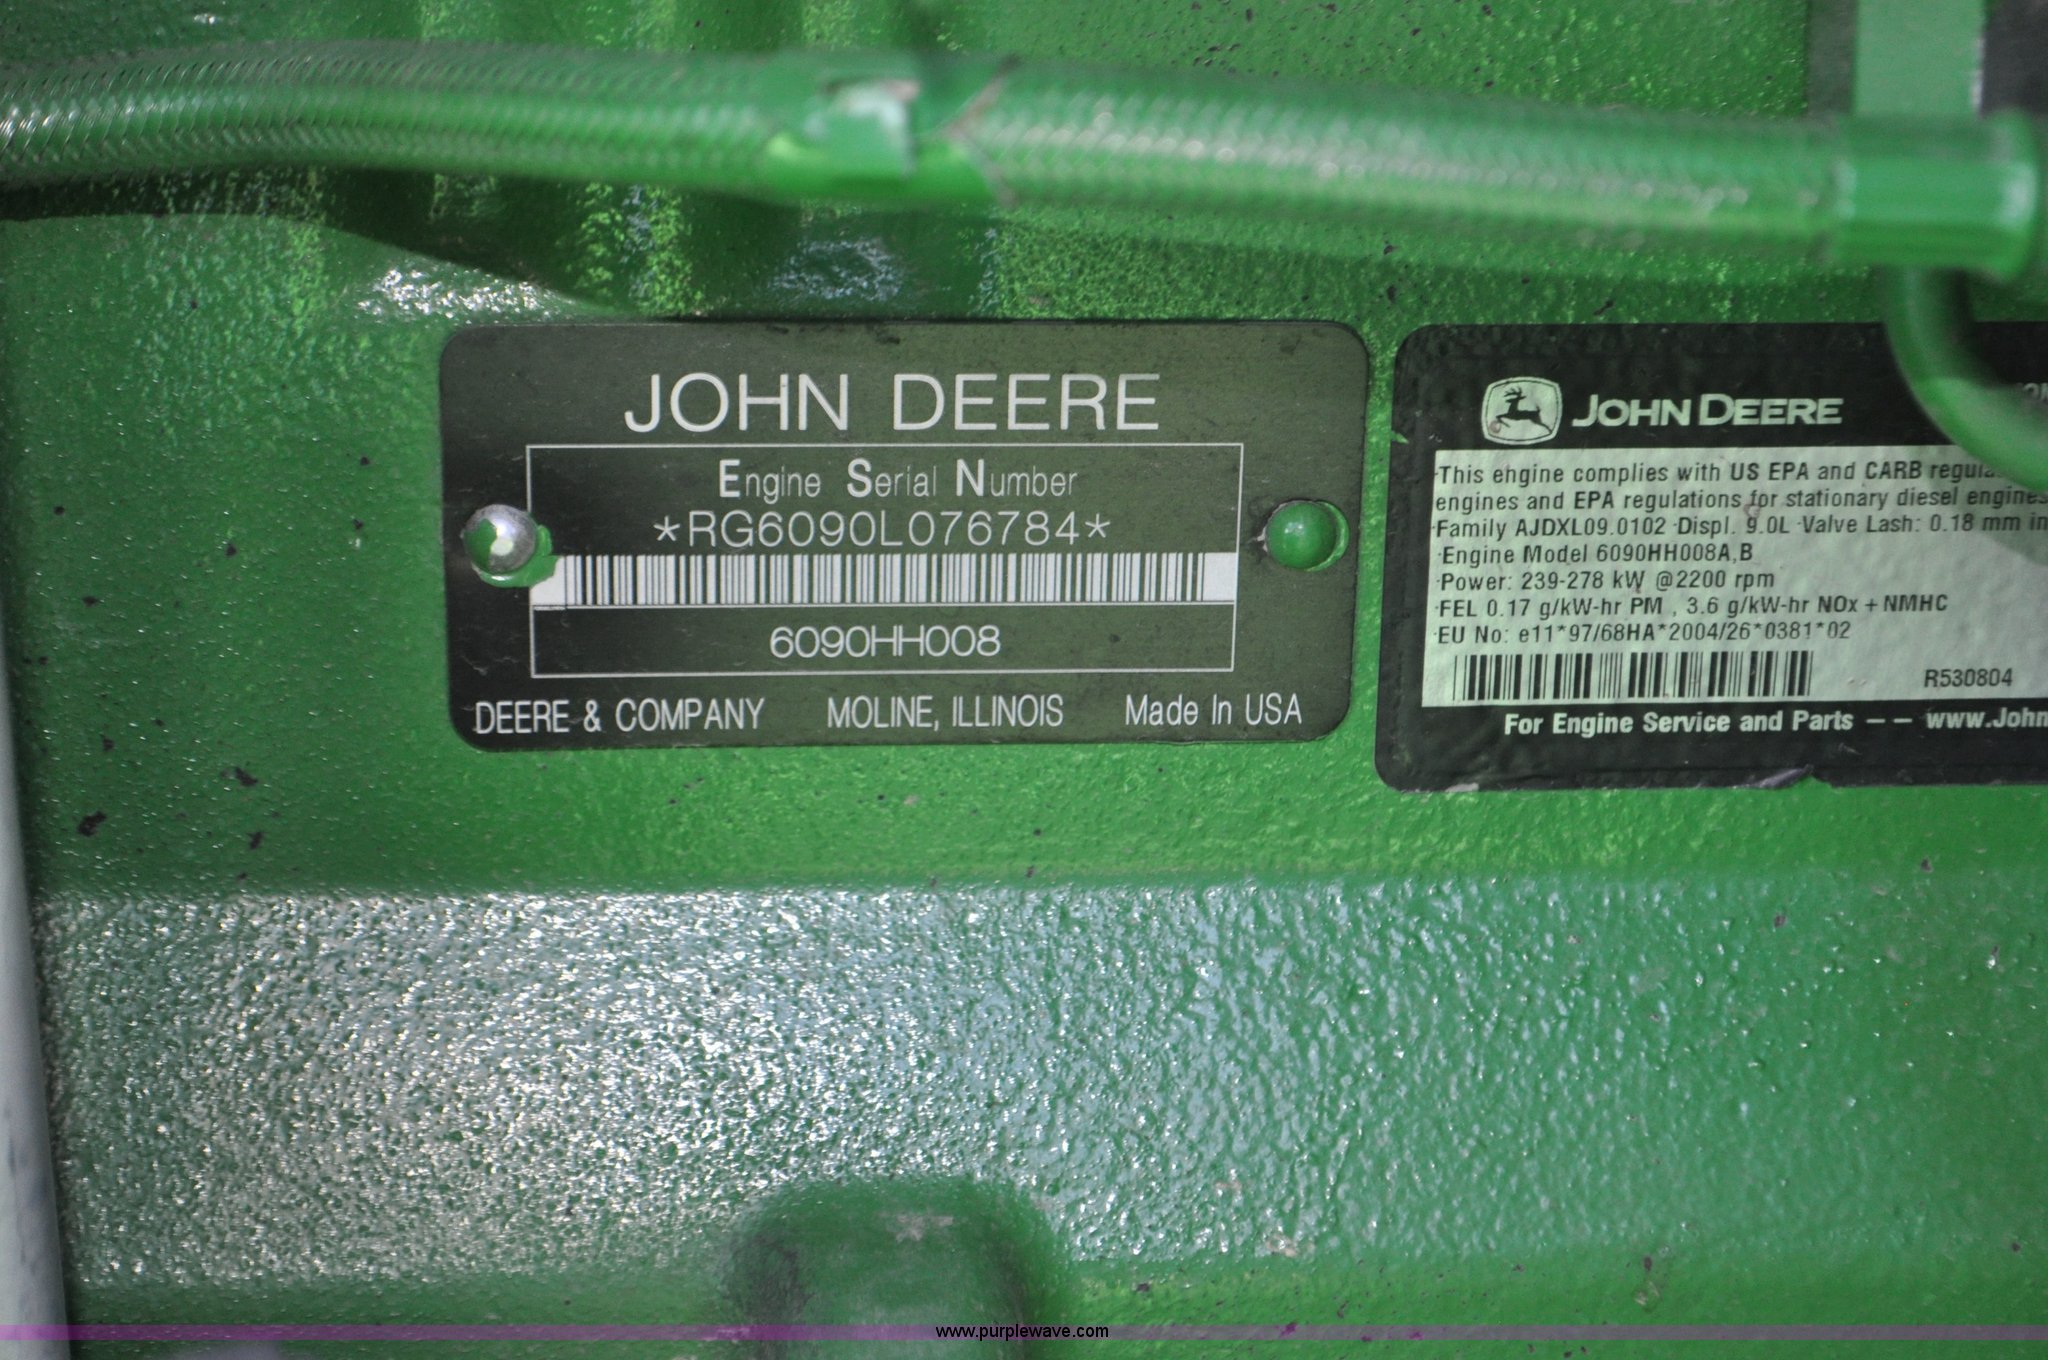 JOHN DEERE
Engine Serial Number
*RG6090L076784*
6090HH008
DEERE & COMPANY MOLINE, ILLINOIS Made In USA
JOHN DEERE
This engine complies with US EPA and CARB
engines and EPA regulations for stationary diesel engines
Family AJDXL09.0102 Displ. 9.0L Valve Lash: 0.18 mm in
Engine Model 6090HH008A,B
Power: 239-278 kW @2200 rpm
FEL 0.17 g/kW-hr PM , 3.6 g/kW-hr NOx + NMHC
EU No: e11*97/68HA*2004/26*0381*02
R530804
For Engine Service and Parts -- www.John
www.purplewave.com